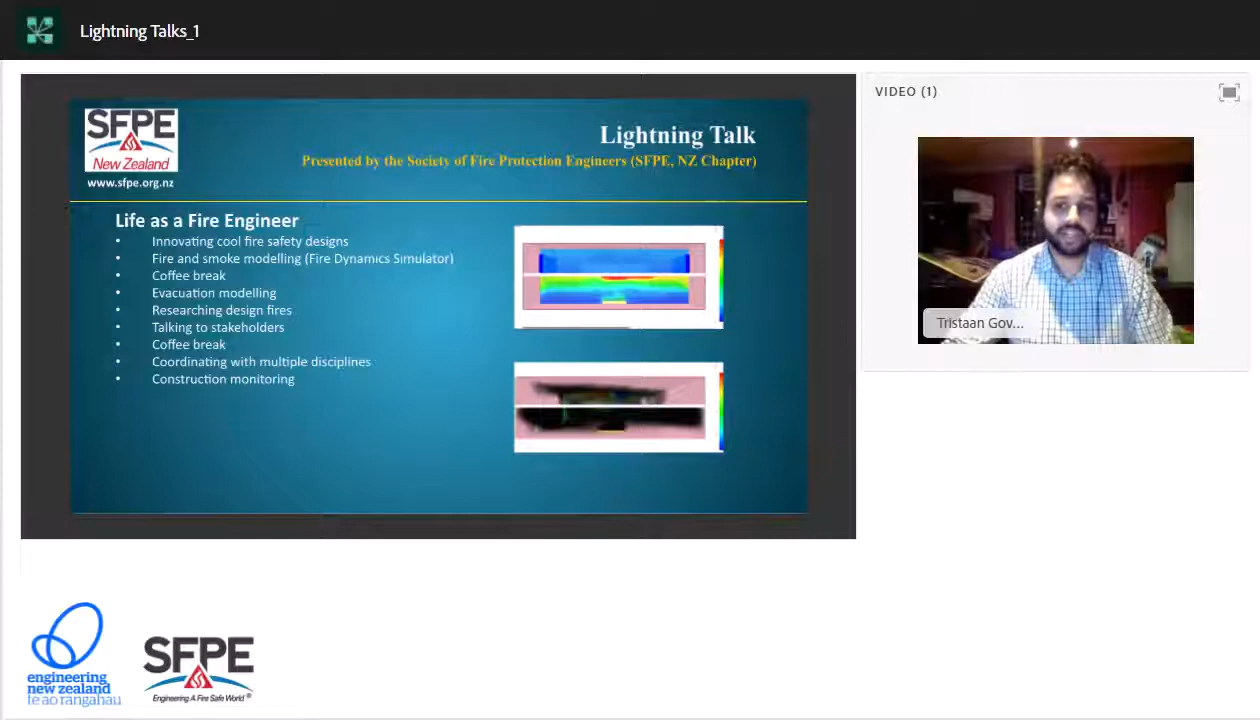 Lightning Talks_1
SFPE
New Zealand
www.sfpe.org.nz
Lightning Talk
Presented by the Society of Fire Protection Engineers (SFPE, NZ Chapter)
Life as a Fire Engineer
• Innovating cool fire safety designs
• Fire and smoke modelling (Fire Dynamics Simulator)
• Coffee break
• Evacuation modelling
• Researching design fires
• Talking to stakeholders
• Coffee break
• Coordinating with multiple disciplines
• Construction monitoring
VIDEO (1)
Tristaan Gov...
engineering
new zealand
te ao rangahau
SFPE
Engineering A Fire Safe World ®